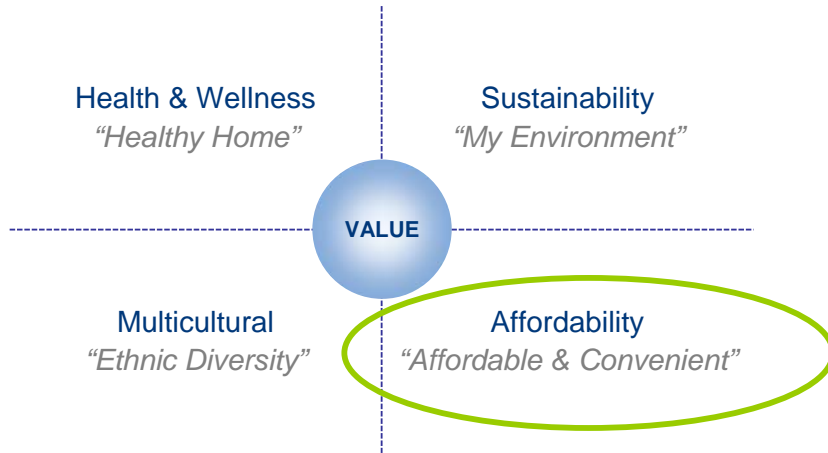 Health & Wellness
“Healthy Home”
Sustainability
“My Environment”
VALUE
Multicultural
“Ethnic Diversity”
Affordability
“Affordable & Convenient”